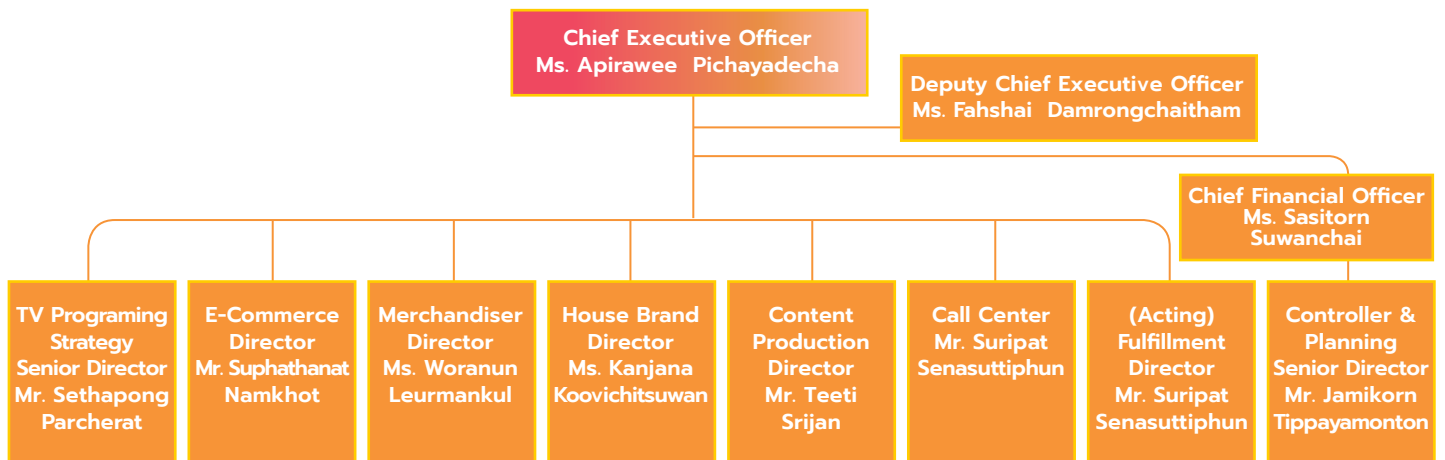 Chief Executive Officer
Ms. Apirawee Pichayadecha
Deputy Chief Executive Officer
Ms. Fahshai Damrongchaitham
Chief Financial Officer
Ms. Sasitorn
Suwanchai
TV Programing
Strategy
Senior Director
Mr. Sethapong
Parcherat
E-Commerce
Director
Mr. Suphathanat
Namkhot
Merchandiser
Director
Ms. Woranun
Leurmankul
House Brand
Director
Ms. Kanjana
Koovichitsuwan
Content
Production
Director
Mr. Teeti
Srijan
Call Center
Mr. Suripat
Senasuttiphun
(Acting)
Fulfillment
Director
Mr. Suripat
Senasuttiphun
Controller &
Planning
Senior Director
Mr. Jamikorn
Tippayamonton